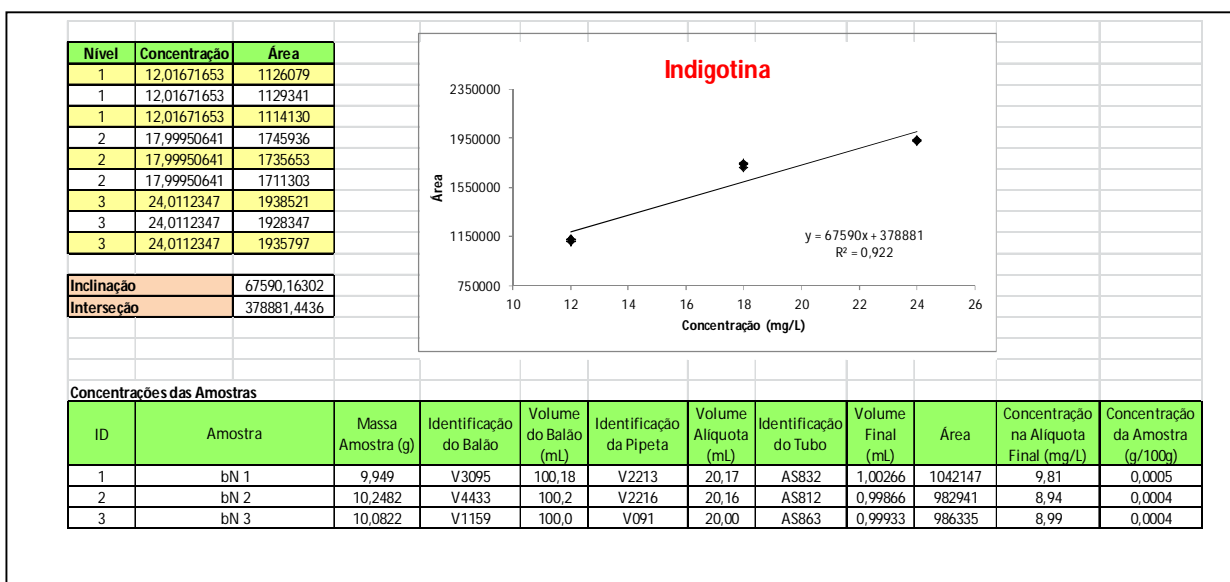 Nível Concentração Área
1 12,01671653 1126079
1 12,01671653 1129341
1 12,01671653 1114130
2 17,99950641 1745936
2 17,99950641 1735653
2 17,99950641 1711303
3 24,0112347 1938521
3 24,0112347 1928347
3 24,0112347 1935797
Inclinação 67590,16302
Interseção 378881,4436
Indigotina
2350000
1950000
1550000
1150000
750000
Área
y = 67590x + 378881
R² = 0,922
10 12 14 16 18 20 22 24 26
Concentração (mg/L)
Concentrações das Amostras
ID Amostra Massa Amostra (g) Identificação do Balão Volume do Balão (mL) Identificação da Pipeta Volume Alíquota (mL) Identificação do Tubo Volume Final (mL) Área Concentração na Alíquota Final (mg/L) Concentração da Amostra (g/100g)
1 bN 1 9,949 V3095 100,18 V2213 20,17 AS832 1,00266 1042147 9,81 0,0005
2 bN 2 10,2482 V4433 100,2 V2216 20,16 AS812 0,99866 982941 8,94 0,0004
3 bN 3 10,0822 V1159 100,0 V091 20,00 AS863 0,99933 986335 8,99 0,0004